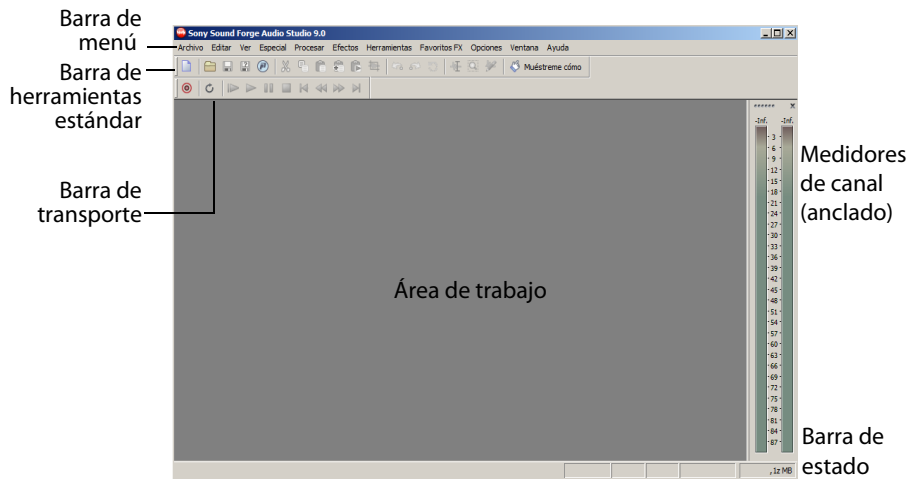 Barra de
menú
Barra de
herramientas
estándar
Barra de
transporte
Sony Sound Forge Audio Studio 9.0
Archivo Editar Ver Especial Procesar Efectos Herramientas Favoritos FX Opciones Ventana Ayuda
Muéstreme cómo
Área de trabajo
-Inf. -Inf.
- 3 -
- 6 -
- 9 -
-12-
-15-
-18-
-21-
-24-
-27-
-30-
-33-
-36-
-39-
-42-
-45-
-48-
-51-
-54-
-57-
-60-
-63-
-66-
-69-
-72-
-75-
-78-
-81-
-84-
-87-
Medidores
de canal
(anclado)
Barra de
estado
MB